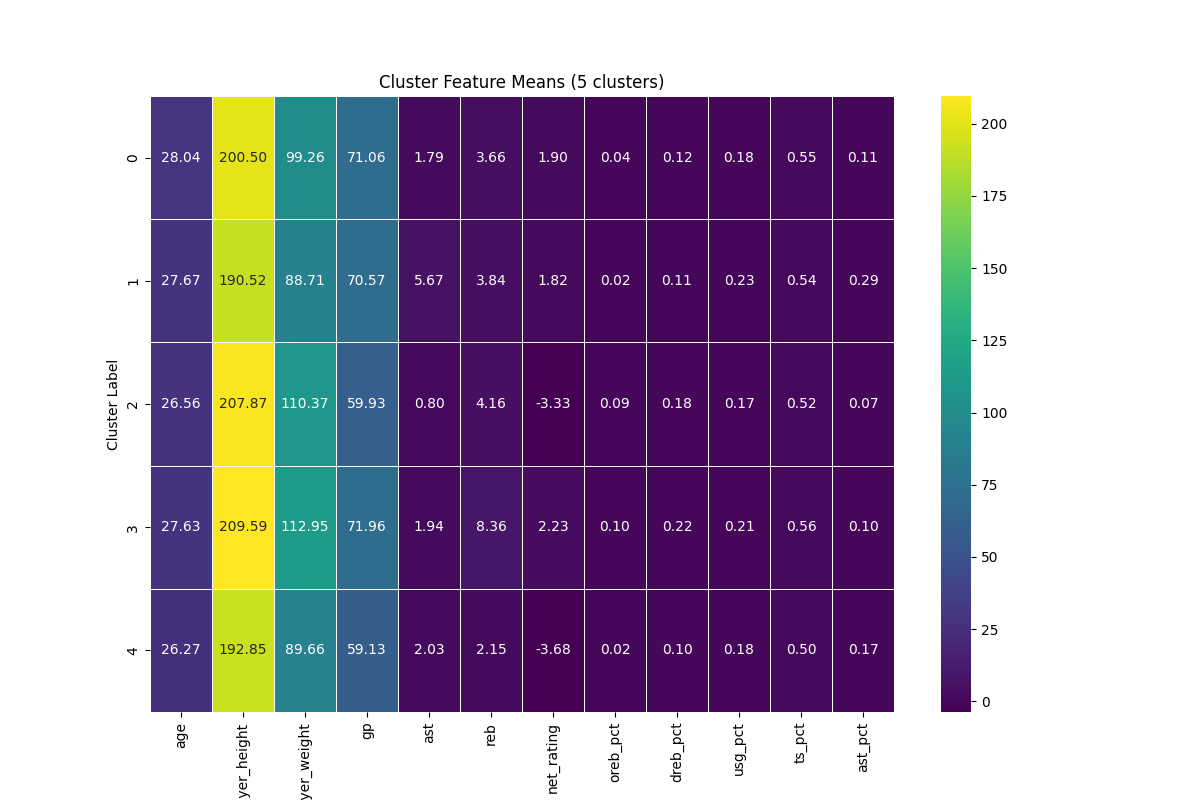 Cluster Feature Means (5 clusters)
Cluster Label
0 28.04 200.50 99.26 71.06 1.79 3.66 1.90 0.04 0.12 0.18 0.55 0.11
1 27.67 190.52 88.71 70.57 5.67 3.84 1.82 0.02 0.11 0.23 0.54 0.29
2 26.56 207.87 110.37 59.93 0.80 4.16 -3.33 0.09 0.18 0.17 0.52 0.07
3 27.63 209.59 112.95 71.96 1.94 8.36 2.23 0.10 0.22 0.21 0.56 0.10
4 26.27 192.85 89.66 59.13 2.03 2.15 -3.68 0.02 0.10 0.18 0.50 0.17
age yer_height yer_weight gp ast reb net_rating oreb_pct dreb_pct usg_pct ts_pct ast_pct
200
175
150
125
100
75
50
25
0